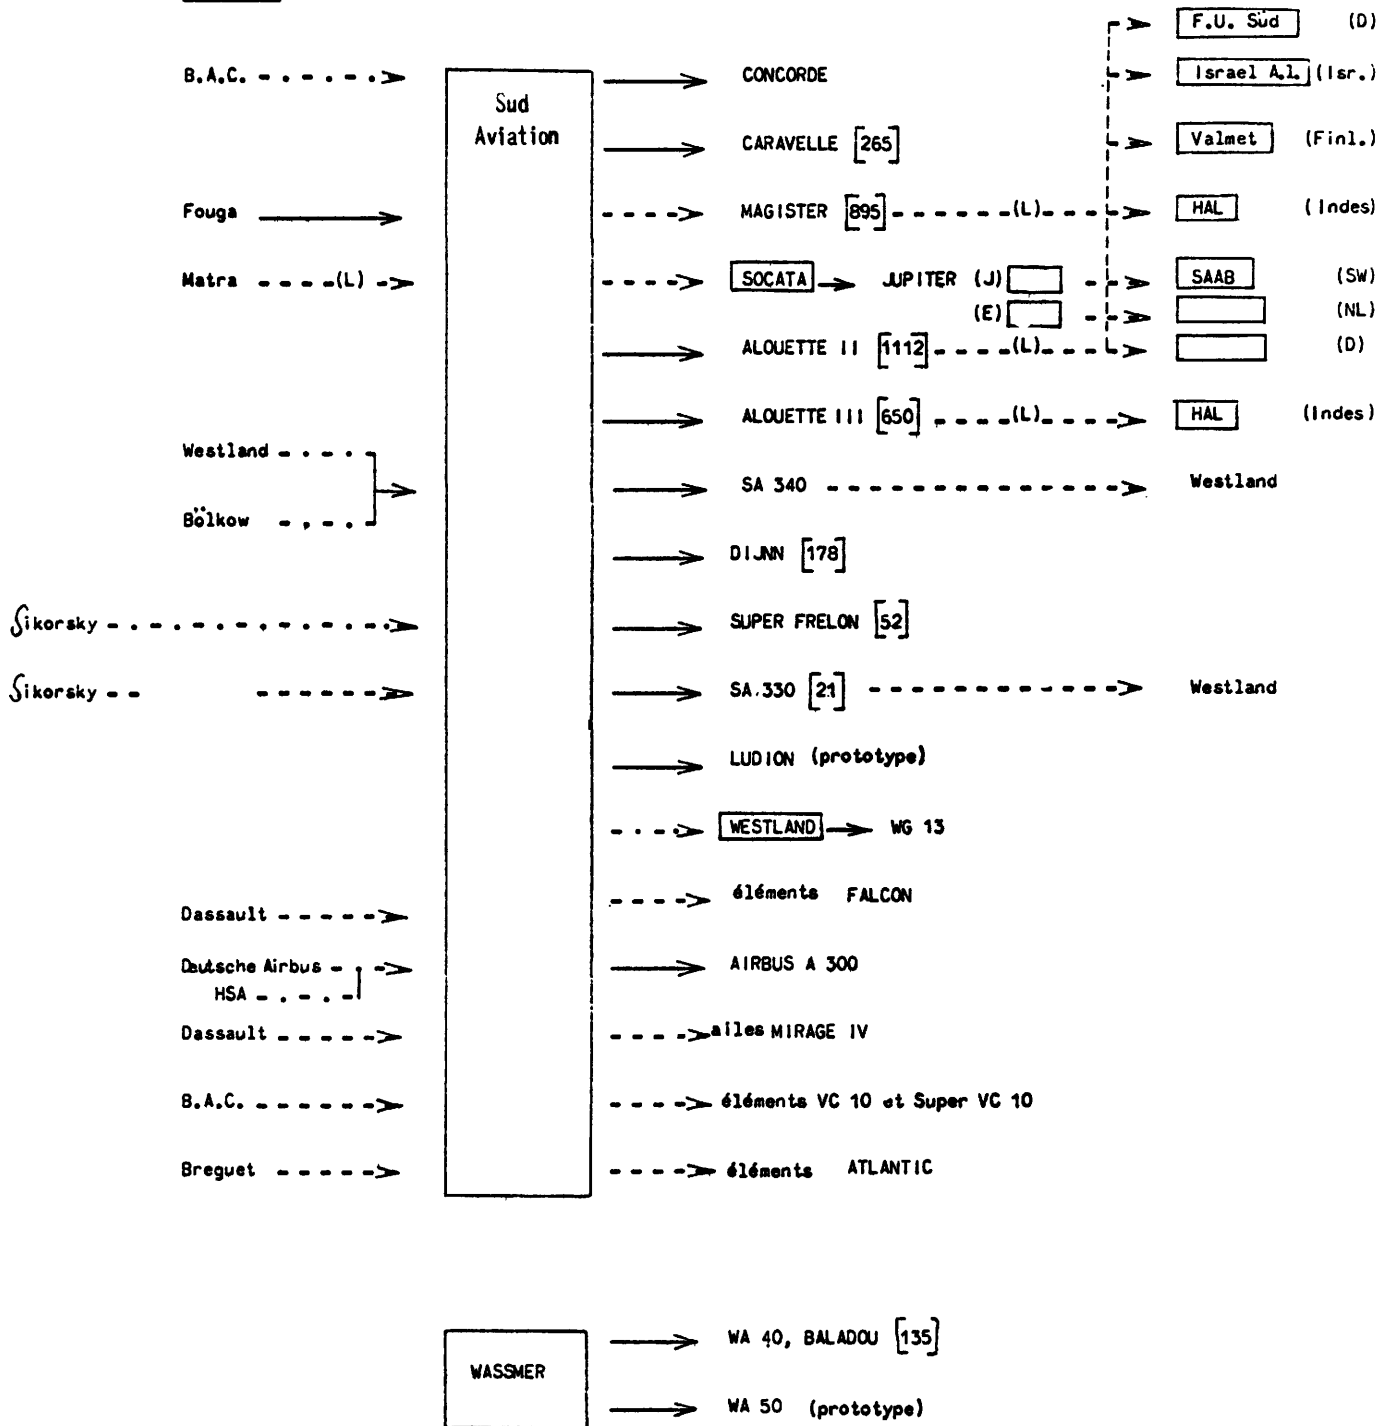 F.U. Süd (D)
B.A.C. CONCORDE Israel A.I. (Isr.)
Sud
Aviation
CARAVELLE [265] Valmet (Finl.)
Fouga MAGISTER [895] (L) HAL (Indes)
Matra (L) SOCATA JUPITER (J) SAAB (SW)
(E) (NL)
ALOUETTE II [1112] (L) (D)
ALOUETTE III [650] (L) HAL (Indes)
Westland
SA 340 Westland
Bölkow
DIJNN [178]
Sikorsky SUPER FRELON [52]
Sikorsky SA.330 [21] Westland
LUDION (prototype)
WESTLAND WG 13
éléments FALCON
Dassault
Deutsche Airbus AIRBUS A 300
HSA
Dassault ailes MIRAGE IV
B.A.C. éléments VC 10 et Super VC 10
Breguet éléments ATLANTIC
WASSMER
WA 40, BALADOU [135]
WA 50 (prototype)